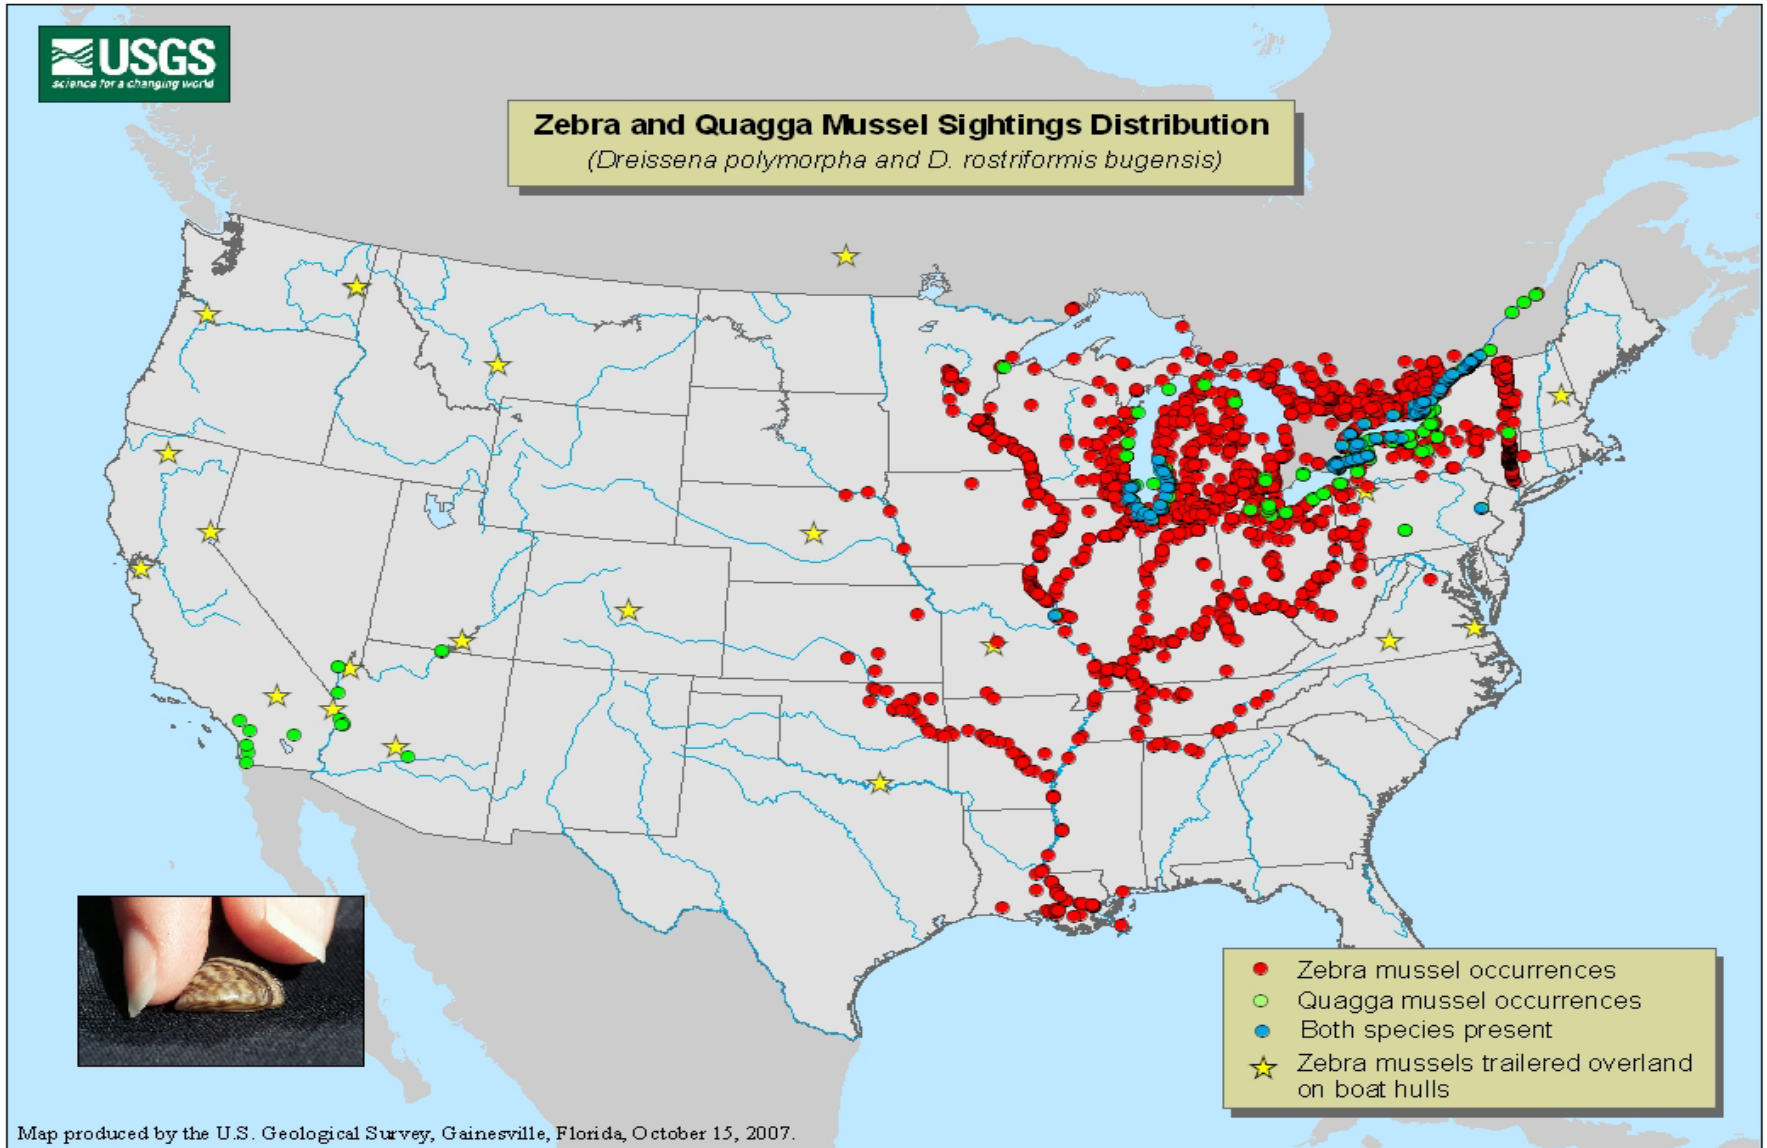 USGS
science for a changing world
Zebra and Quagga Mussel Sightings Distribution
(Dreissena polymorpha and D. rostriformis bugensis)
Zebra mussel occurrences
Quagga mussel occurrences
Both species present
Zebra mussels trailered overland
on boat hulls
Map produced by the U.S. Geological Survey, Gainesville, Florida, October 15, 2007.